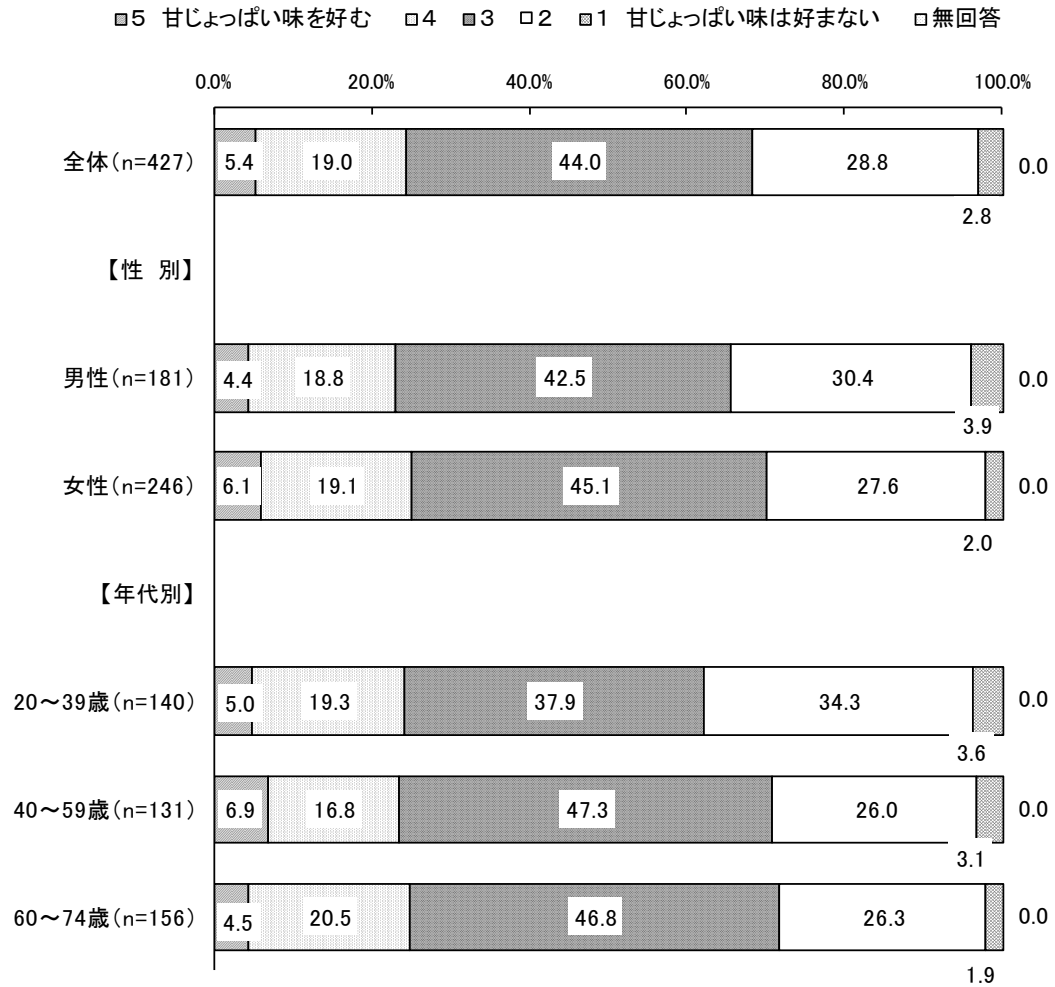 5 甘じょっぱい味を好む 4 3 2 1 甘じょっぱい味は好まない 無回答
0.0% 20.0% 40.0% 60.0% 80.0% 100.0%
全体(n=427) 5.4 19.0 44.0 28.8 0.0
2.8
【性 別】
男性(n=181) 4.4 18.8 42.5 30.4 0.0
3.9
女性(n=246) 6.1 19.1 45.1 27.6 0.0
2.0
【年代別】
20～39歳(n=140) 5.0 19.3 37.9 34.3 0.0
3.6
40～59歳(n=131) 6.9 16.8 47.3 26.0 0.0
3.1
60～74歳(n=156) 4.5 20.5 46.8 26.3 0.0
1.9